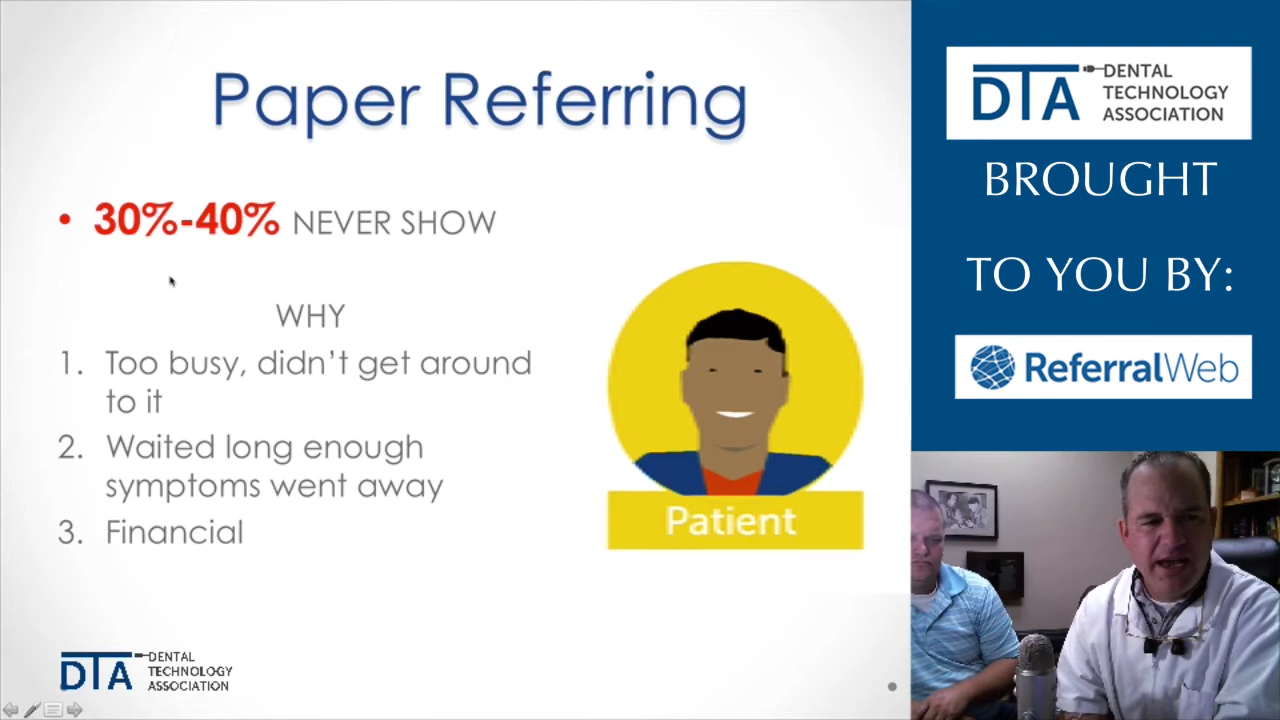 Paper Referring
• 30%-40% NEVER SHOW
WHY
1. Too busy, didn't get around
to it
2. Waited long enough
symptoms went away
3. Financial
Patient
DTA DENTAL
TECHNOLOGY
ASSOCIATION
DTA DENTAL
TECHNOLOGY
ASSOCIATION
BROUGHT
TO YOU BY:
ReferralWeb